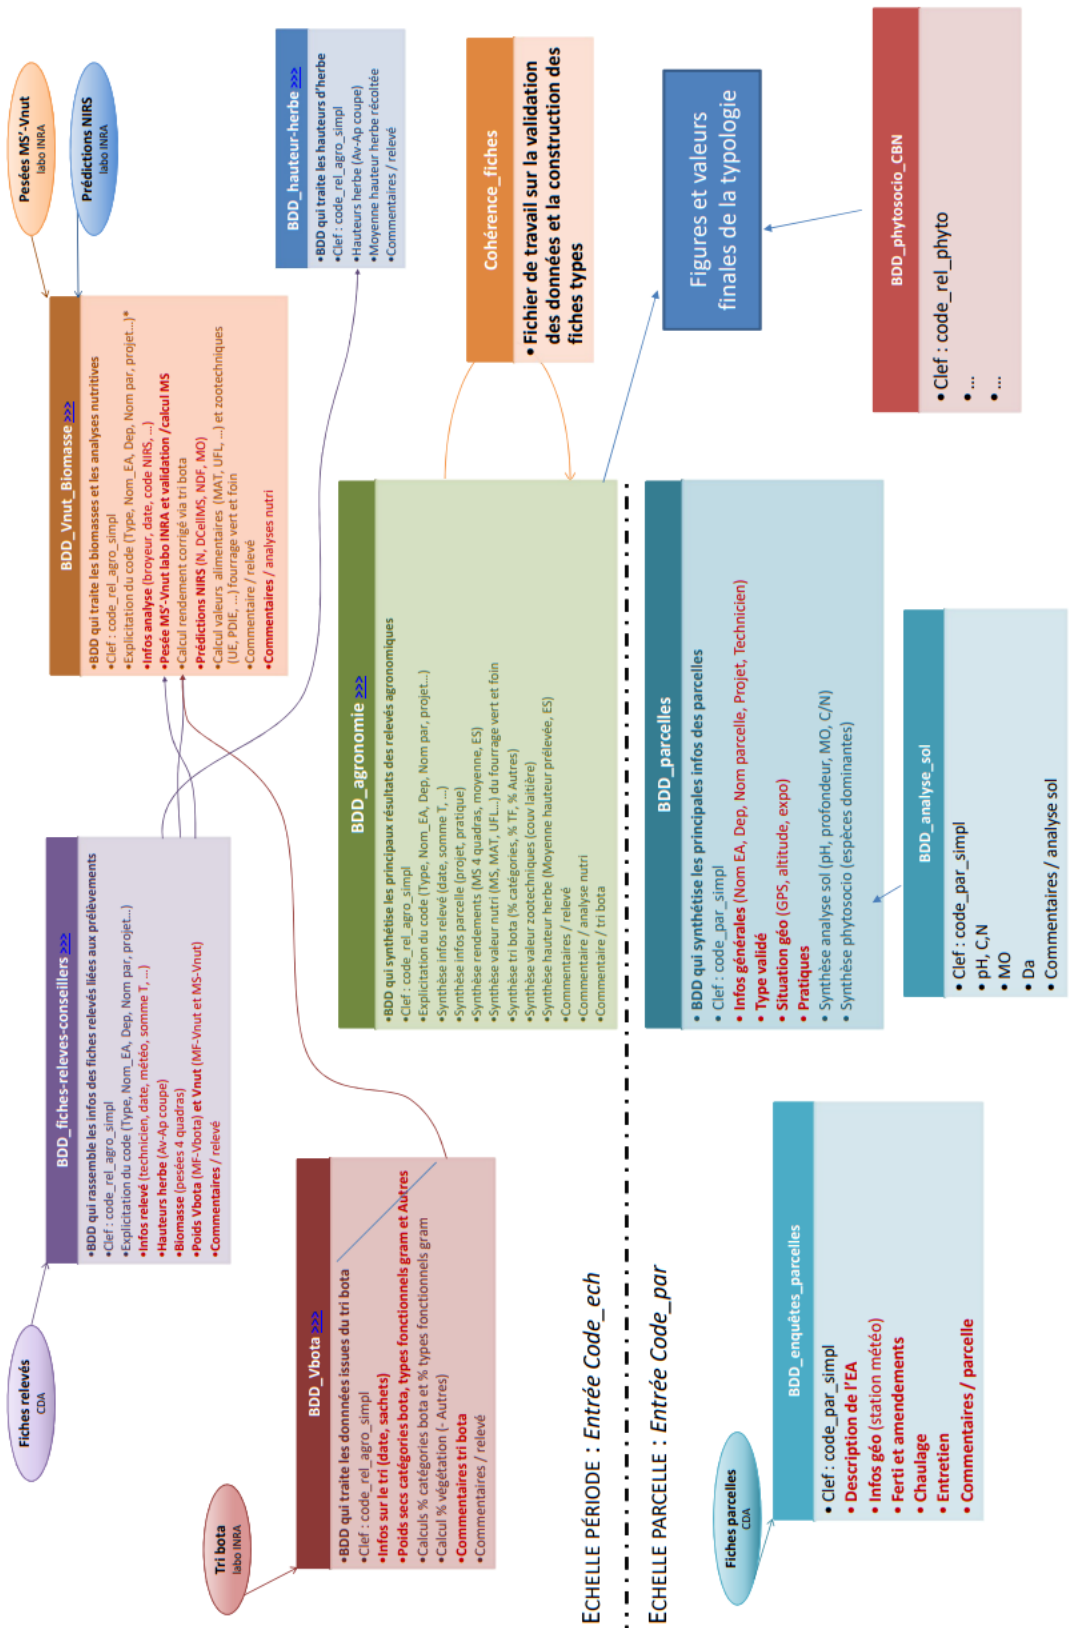 Fiches relevés
CDA
BDD_fiches-releves-conseillers >>>
•BDD qui rassemble les infos des fiches relevés liées aux prélèvements
•Clef : code_rel_agro_simpl
•Explicitation du code (Type, Nom_EA, Dep, Nom par, projet...)
•Infos relevé (technicien, date, météo, somme T, ...)
•Hauteurs herbe (Av-Ap coupe)
•Biomasse (pesées 4 quadras)
•Poids Vbota (MF-Vbota) et Vnut (MF-Vnut et MS-Vnut)
•Commentaires / relevé
Pesées MS'-Vnut
labo INRA
Prédictions NIRS
labo INRA
BDD_Vnut_Biomasse >>>
•BDD qui traite les biomasses et les analyses nutritives
•Clef : code_rel_agro_simpl
•Explicitation du code (Type, Nom_EA, Dep, Nom par, projet...)*
•Infos analyse (broyeur, date, code NIRS, ...)
•Pesée MS'-Vnut labo INRA et validation /calcul MS
•Calcul rendement corrigé via tri bota
•Prédictions NIRS (N, DCellMS, NDF, MO)
•Calcul valeurs alimentaires (MAT, UFL, ...) et zootechniques
(UE, PDIE, ...) fourrage vert et foin
•Commentaire / relevé
•Commentaires / analyses nutri
BDD_hauteur-herbe >>>
•BDD qui traite les hauteurs d'herbe
•Clef : code_rel_agro_simpl
•Hauteurs herbe (Av-Ap coupe)
•Moyenne hauteur herbe récoltée
•Commentaires / relevé
Tri bota
labo INRA
BDD_Vbota >>>
•BDD qui traite les donnnées issues du tri bota
•Clef : code_rel_agro_simpl
•Infos sur le tri (date, sachets)
•Poids secs catégories bota, types fonctionnels gram et Autres
•Calculs % catégories bota et % types fonctionnels gram
•Calcul % végétation (- Autres)
•Commentaires tri bota
•Commentaires / relevé
BDD_agronomie >>>
•BDD qui synthétise les principaux résultats des relevés agronomiques
•Clef : code_rel_agro_simpl
•Explicitation du code (Type, Nom_EA, Dep, Nom par, projet...)
•Synthèse infos relevé (date, somme T, ...)
•Synthèse infos parcelle (projet, pratique)
•Synthèse rendements (MS 4 quadras, moyenne, ES)
•Synthèse valeur nutri (MS, MAT, UFL...) du fourrage vert et foin
•Synthèse tri bota (% catégories, % TF, % Autres)
•Synthèse valeur zootechniques (couv laitière)
•Synthèse hauteur herbe (Moyenne hauteur prélevée, ES)
•Commentaires / relevé
•Commentaire / analyse nutri
•Commentaire / tri bota
Cohérence_fiches
•Fichier de travail sur la validation
des données et la construction des
fiches types
ECHELLE PÉRIODE : Entrée Code_ech
ECHELLE PARCELLE : Entrée Code_par
Figures et valeurs
finales de la typologie
BDD_parcelles
• BDD qui synthétise les principales infos des parcelles
• Clef : code_par_simpl
• Infos générales (Nom EA, Dep, Nom parcelle, Projet, Technicien)
• Type validé
• Situation géo (GPS, altitude, expo)
• Pratiques
• Synthèse analyse sol (pH, profondeur, MO, C/N)
• Synthèse phytosocio (espèces dominantes)
Fiches parcelles
CDA
BDD_enquêtes_parcelles
• Clef : code_par_simpl
• Description de l'EA
• Infos géo (station météo)
• Ferti et amendements
• Chaulage
• Entretien
• Commentaires / parcelle
BDD_analyse_sol
• Clef : code_par_simpl
• pH, C,N
• MO
• Da
• Commentaires / analyse sol
BDD_phytosocio_CBN
• Clef : code_rel_phyto
• ...
• ...